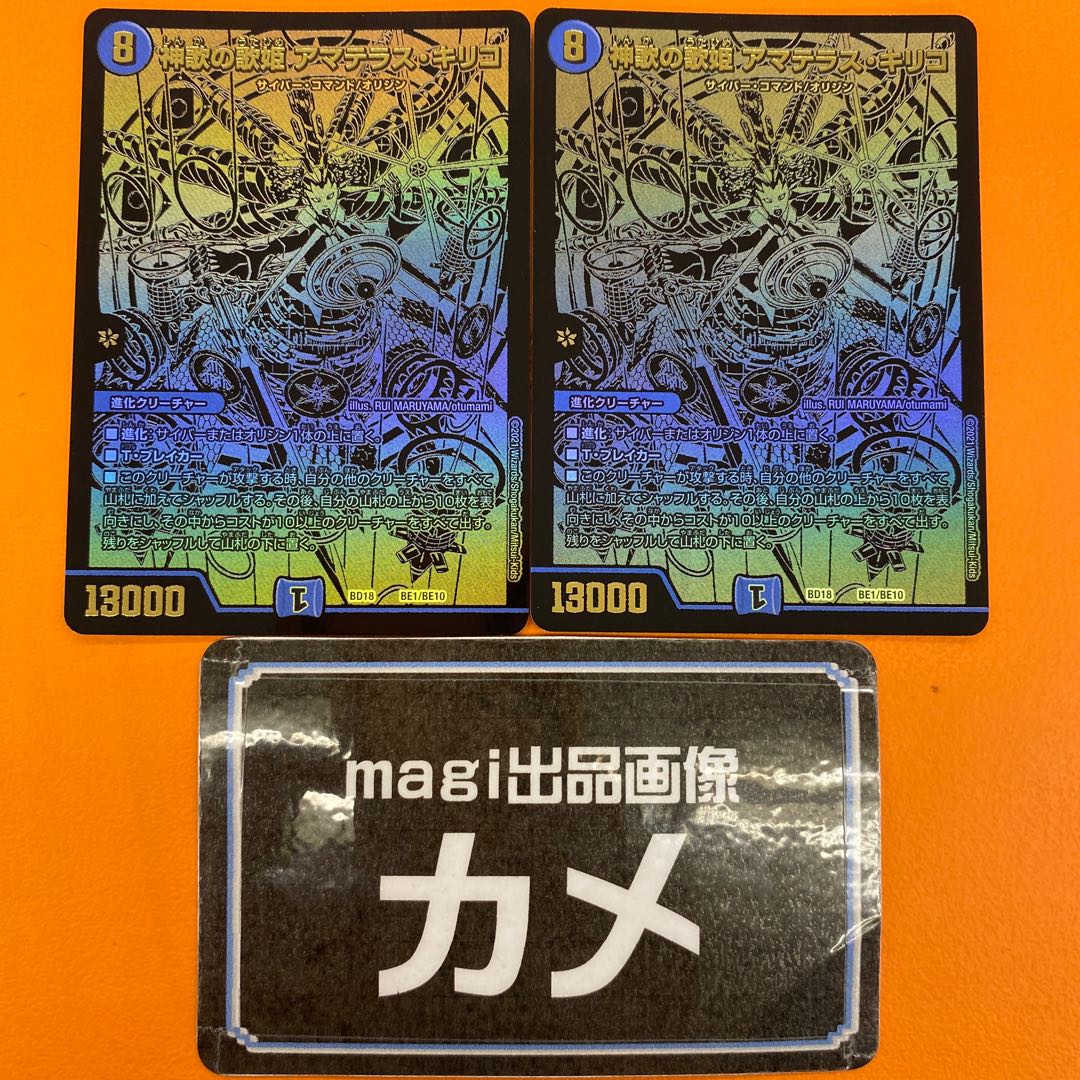 8
神歌の歌姫 アマテラス・キリコ
サイバー・コマンド/オリジン
進化クリーチャー
illus. RUI MARUYAMA/otumami
■進化:サイバーまたはオリジン1体の上に置く。
■T・ブレイカー
■このクリーチャーが攻撃する時、自分の他のクリーチャーをすべて
山札に加えてシャッフルする。その後、自分の山札の上から10枚を表
向きにし、その中からコストが10以上のクリーチャーをすべて出す。
残りをシャッフルして山札の下に置く。
13000
1
BD18 BE1/BE10
©2021 Wizards/Shogakukan/Mitsui-Kids
8
神歌の歌姫 アマテラス・キリコ
サイバー・コマンド/オリジン
進化クリーチャー
illus. RUI MARUYAMA/otumami
■進化:サイバーまたはオリジン1体の上に置く。
■T・ブレイカー
■このクリーチャーが攻撃する時、自分の他のクリーチャーをすべて
山札に加えてシャッフルする。その後、自分の山札の上から10枚を表
向きにし、その中からコストが10以上のクリーチャーをすべて出す。
残りをシャッフルして山札の下に置く。
13000
1
BD18 BE1/BE10
©2021 Wizards/Shogakukan/Mitsui-Kids
magi出品画像
カメ